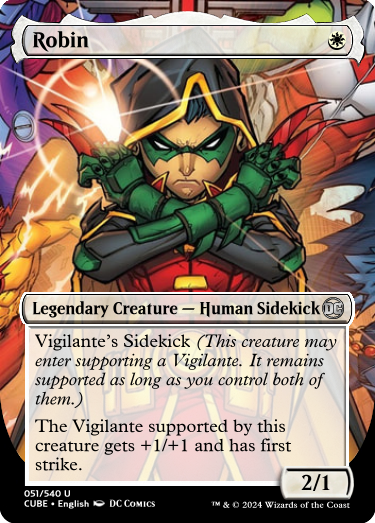 Robin
Legendary Creature — Human Sidekick
DC
Vigilante's Sidekick (This creature may
enter supporting a Vigilante. It remains
supported as long as you control both of
them.)
The Vigilante supported by this
creature gets +1/+1 and has first
strike.
2/1
051/540 U
CUBE • English DC COMICS
™ & © 2024 Wizards of the Coast